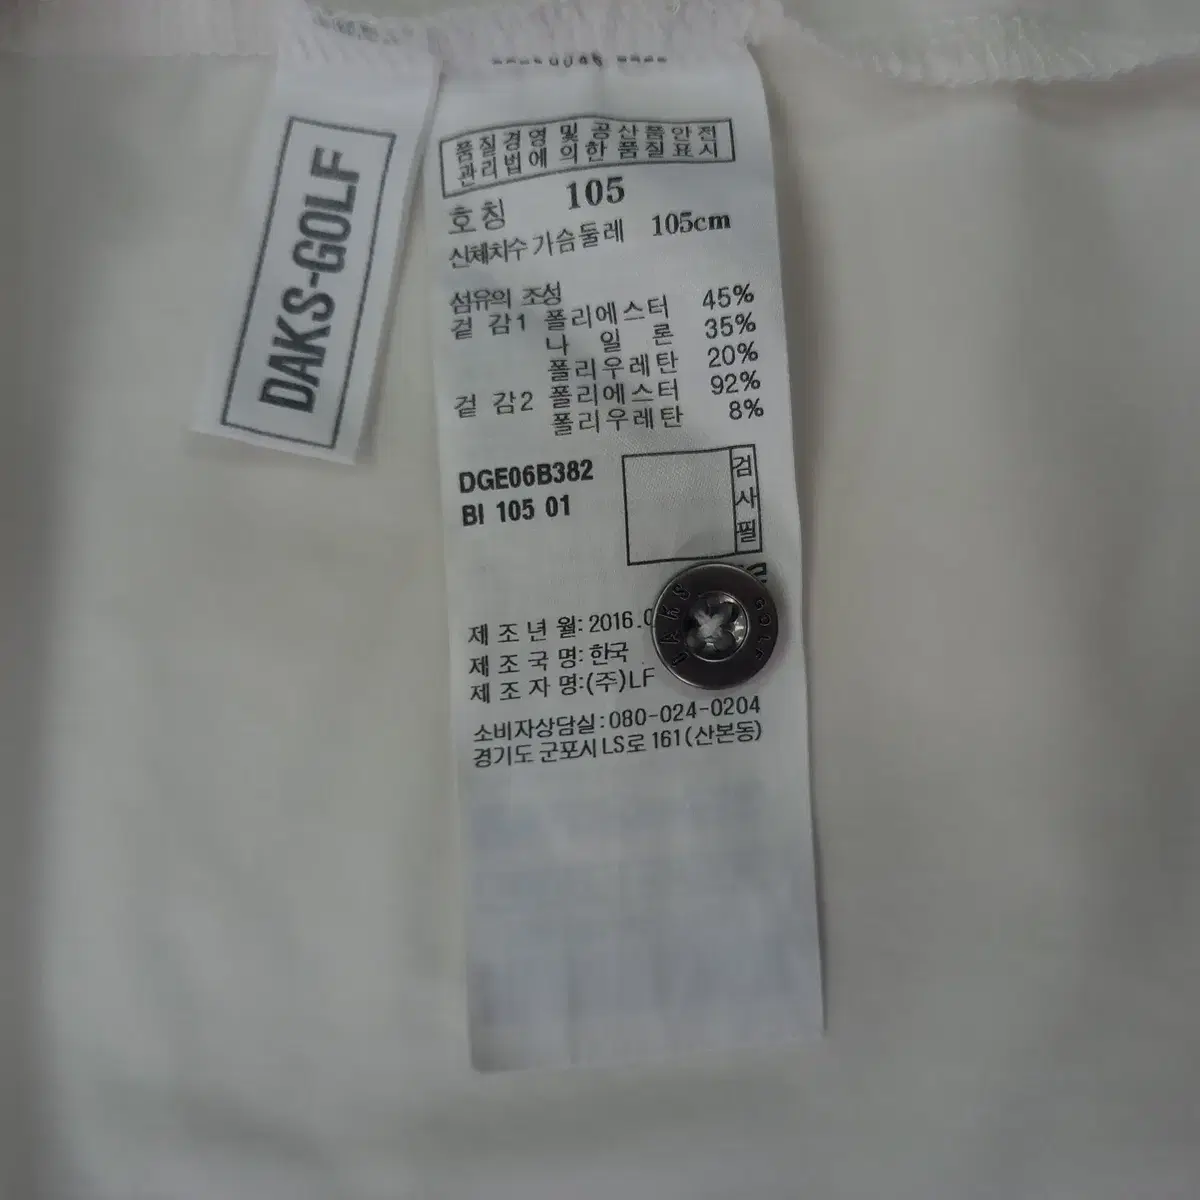 DAKS-GOLF
품질경영 및 공산품안전
관리법에 의한 품질표시
호칭 105
신체치수 가슴둘레 105cm
섬유의 조성
겉 감1 폴리에스터 45%
나 일 론 35%
폴리우레탄 20%
겉 감2 폴리에스터 92%
폴리우레탄 8%
DGE06B382
BI 105 01
검
사
필
제 조 년 월: 2016.
제 조 국 명: 한국
제 조 자 명:(주)LF
DAKS GOLF
소비자상담실:080-024-0204
경기도 군포시 LS로 161(산본동)